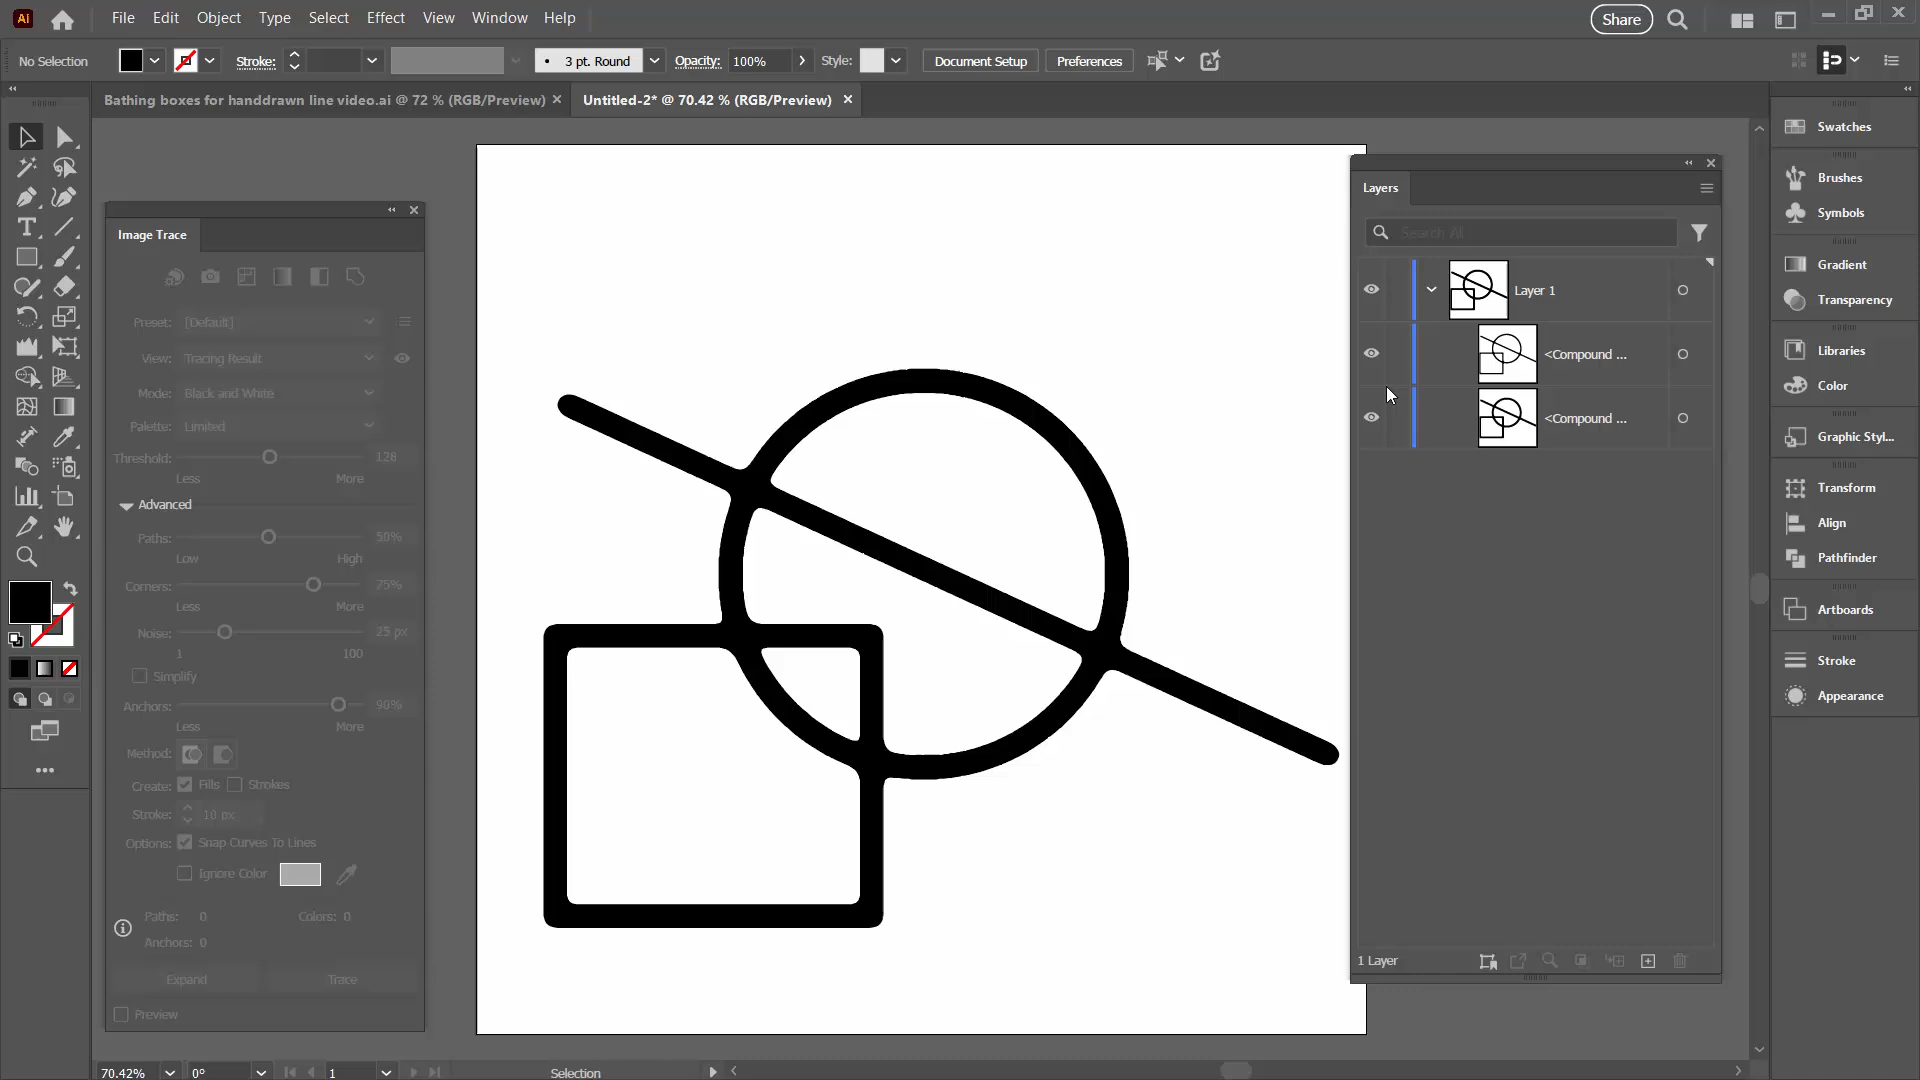 Ai File Edit Object Type Select Effect View Window Help Share
No Selection Stroke: 3 pt. Round Opacity: 100% Style: Document Setup Preferences
Bathing boxes for handdrawn line video.ai @ 72 % (RGB/Preview) Untitled-2* @ 70.42 % (RGB/Preview)
Image Trace
Preset: [Default]
View: Tracing Result
Mode: Black and White
Palette: Limited
Threshold: 128
Less More
Advanced
Paths: 50%
Low High
Corners: 75%
Less More
Noise: 25 px
1 100
Simplify
Anchors: 90%
Less More
Method:
Create: Fills Strokes
Stroke: 10 px
Options: Snap Curves To Lines
Ignore Color
Paths: 0 Colors: 0
Anchors: 0
Expand Trace
Preview
Layers
Search All
Layer 1
<Compound ...
<Compound ...
1 Layer
Swatches
Brushes
Symbols
Gradient
Transparency
Libraries
Color
Graphic Styl...
Transform
Align
Pathfinder
Artboards
Stroke
Appearance
70.42% 0° 1 Selection